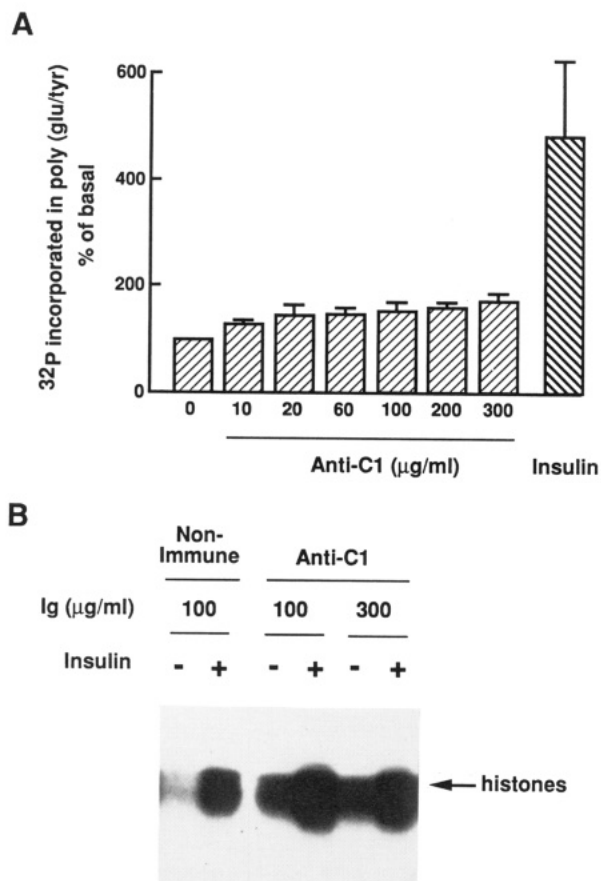 A
³²P incorporated in poly (glu/tyr)
% of basal
600
400
200
0
0 10 20 60 100 200 300
Anti-C1 (µg/ml) Insulin
B
Non-
Immune Anti-C1
Ig (µg/ml) 100 100 300
Insulin - + - + - +
histones